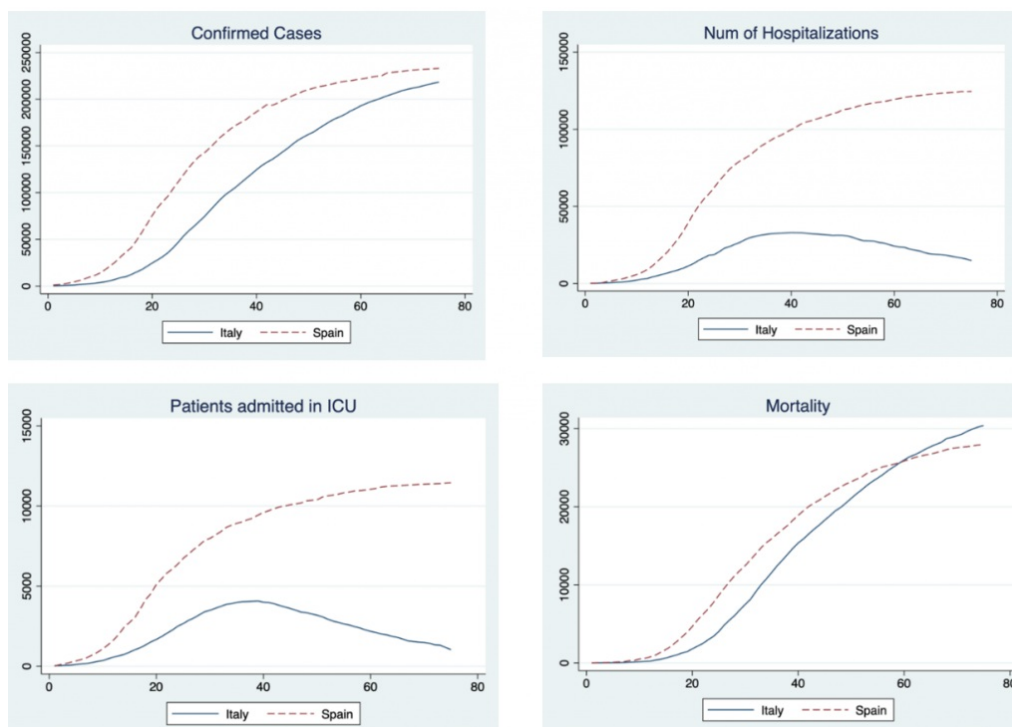 Confirmed Cases
250000
200000
150000
100000
50000
0
0 20 40 60 80
Italy Spain
Num of Hospitalizations
150000
100000
50000
0
0 20 40 60 80
Italy Spain
Patients admitted in ICU
15000
10000
5000
0
0 20 40 60 80
Italy Spain
Mortality
30000
20000
10000
0
0 20 40 60 80
Italy Spain